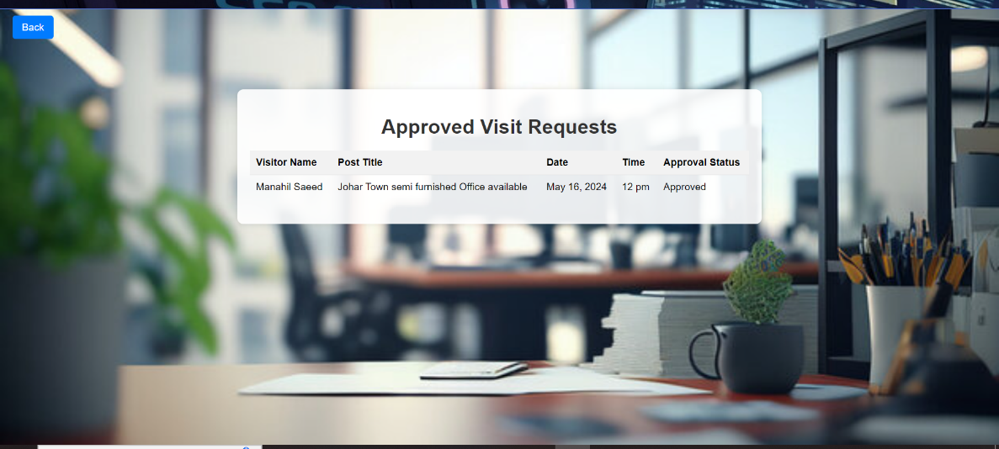 Back
Approved Visit Requests
Visitor Name Post Title Date Time Approval Status
Manahil Saeed Johar Town semi furnished Office available May 16, 2024 12 pm Approved